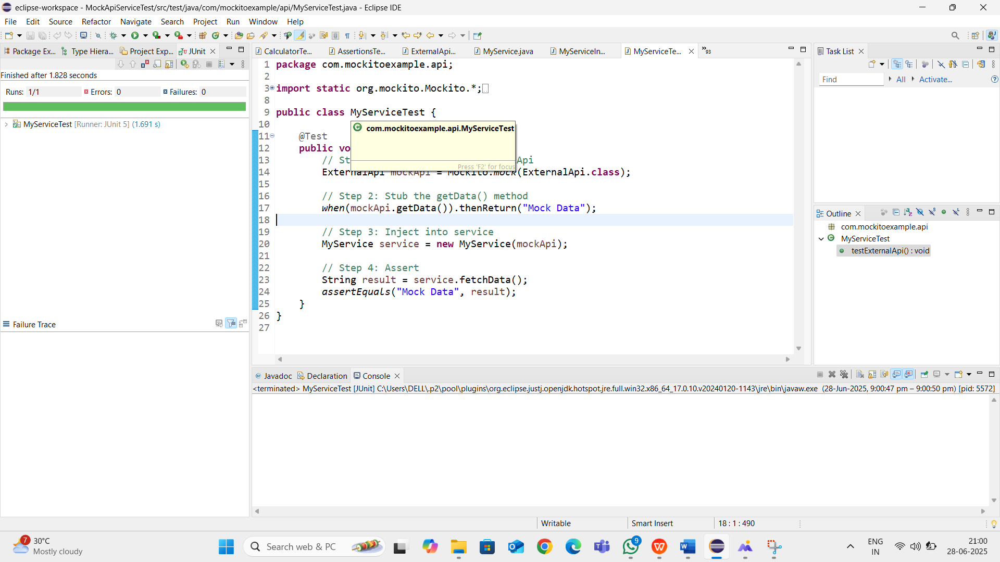 eclipse-workspace - MockApiServiceTest/src/test/java/com/mockitoexample/api/MyServiceTest.java - Eclipse IDE
File Edit Source Refactor Navigate Search Project Run Window Help
Package Ex... Type Hiera... Project Exp... JUnit
Finished after 1.828 seconds
Runs: 1/1 Errors: 0 Failures: 0
MyServiceTest [Runner: JUnit 5] (1.691 s)
Failure Trace
CalculatorTe... AssertionsTe... ExternalApi... MyService.java MyServiceIn... MyServiceTe... »93
1 package com.mockitoexample.api;
2
3 import static org.mockito.Mockito.*;
8
9 public class MyServiceTest {
10
com.mockitoexample.api.MyServiceTest
Press 'F2' for focus
11 @Test
12 public vo
13 // St Api
14 ExternalApi mockApi = Mockito.mock(ExternalApi.class);
15
16 // Step 2: Stub the getData() method
17 when(mockApi.getData()).thenReturn("Mock Data");
18
19 // Step 3: Inject into service
20 MyService service = new MyService(mockApi);
21
22 // Step 4: Assert
23 String result = service.fetchData();
24 assertEquals("Mock Data", result);
25 }
26 }
27
Task List
Find All Activate...
Outline
com.mockitoexample.api
MyServiceTest
testExternalApi() : void
@ Javadoc Declaration Console
<terminated> MyServiceTest [JUnit] C:\Users\DELL\.p2\pool\plugins\org.eclipse.justj.openjdk.hotspot.jre.full.win32.x86_64_17.0.10.v20240120-1143\jre\bin\javaw.exe (28-Jun-2025, 9:00:47 pm – 9:00:50 pm) [pid: 5572]
Writable Smart Insert 18 : 1 : 490
7
30°C
Mostly cloudy
Search web & PC
9
ENG
IN
21:00
28-06-2025